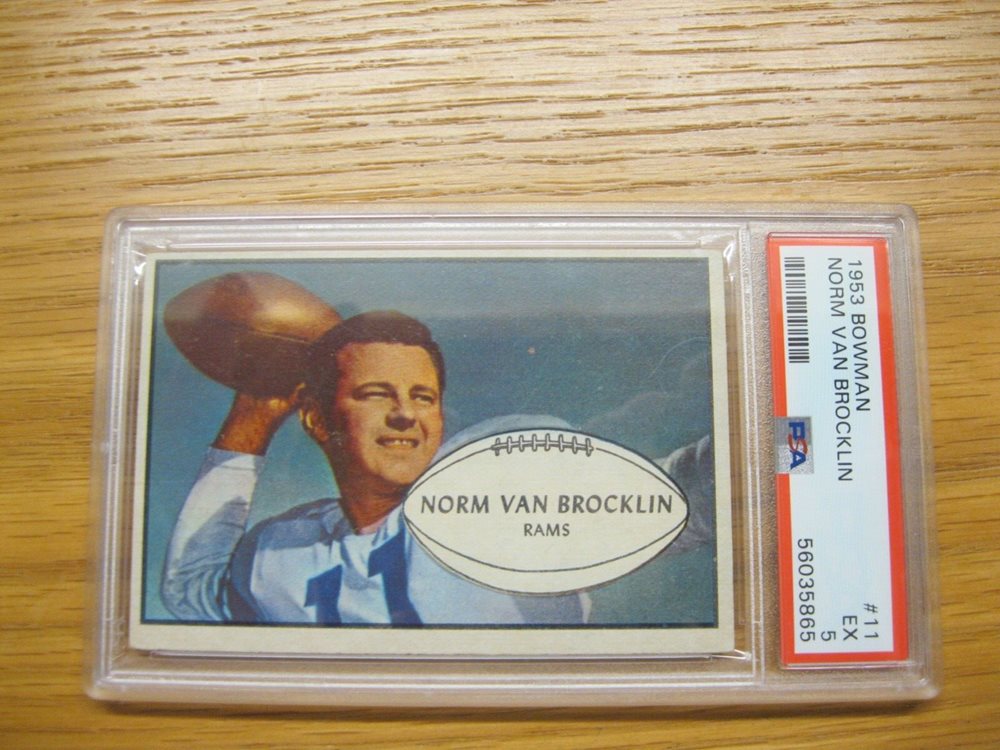 NORM VAN BROCKLIN
RAMS
11
1953 BOWMAN
NORM VAN BROCKLIN
PSA
#11
EX
5
56035865